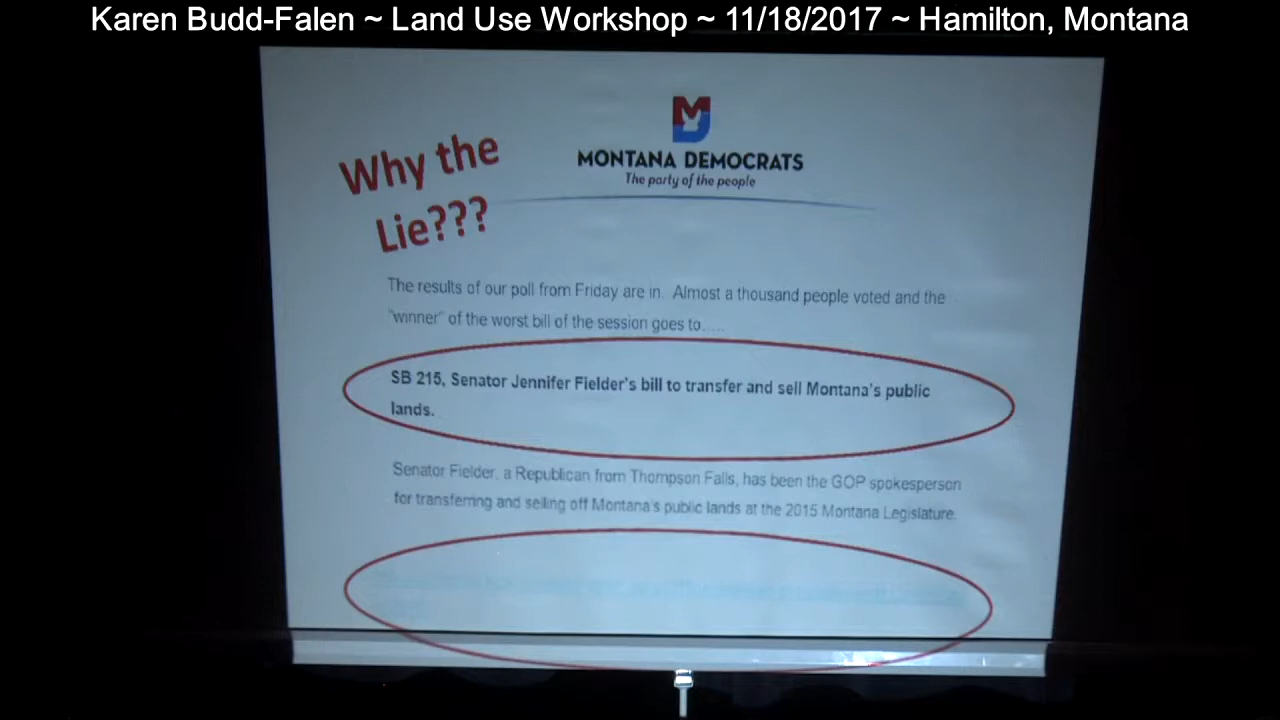 Karen Budd-Falen ~ Land Use Workshop ~ 11/18/2017 ~ Hamilton, Montana
MONTANA DEMOCRATS
The party of the people
Why the
Lie???
The results of our poll from Friday are in. Almost a thousand people voted and the
"winner" of the worst bill of the session goes to.....
SB 215, Senator Jennifer Fielder's bill to transfer and sell Montana's public
lands.
Senator Fielder, a Republican from Thompson Falls, has been the GOP spokesperson
for transferring and selling off Montana's public lands at the 2015 Montana Legislature.